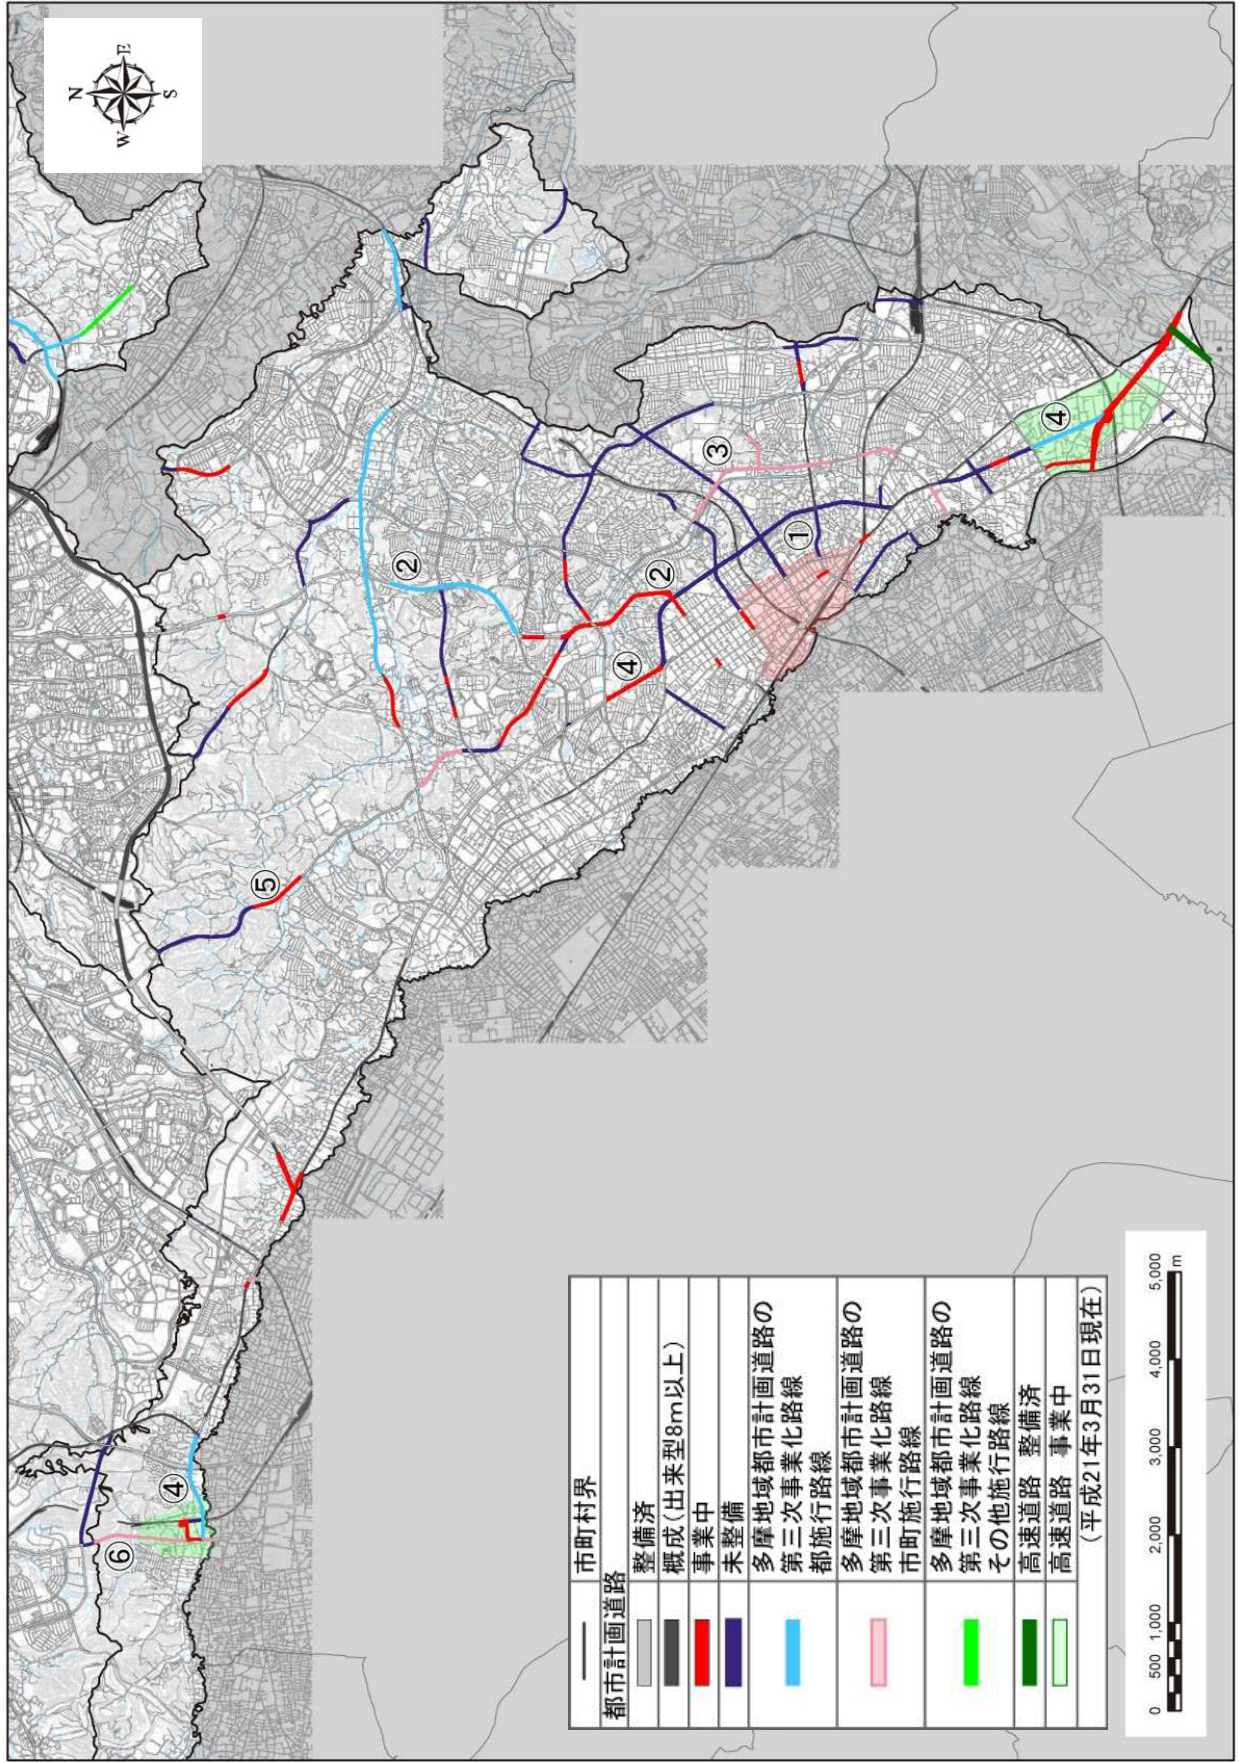 N
E
W
S
①
②
②
③
④
④
④
⑤
⑥
市町村界
都市計画道路
整備済
概成(出来型8m以上)
事業中
未整備
多摩地域都市計画道路の
第三次事業化路線
都施行路線
多摩地域都市計画道路の
第三次事業化路線
市町施行路線
多摩地域都市計画道路の
第三次事業化路線
その他施行路線
高速道路 整備済
高速道路 事業中
(平成21年3月31日現在)
0 500 1,000 2,000 3,000 4,000 5,000
m